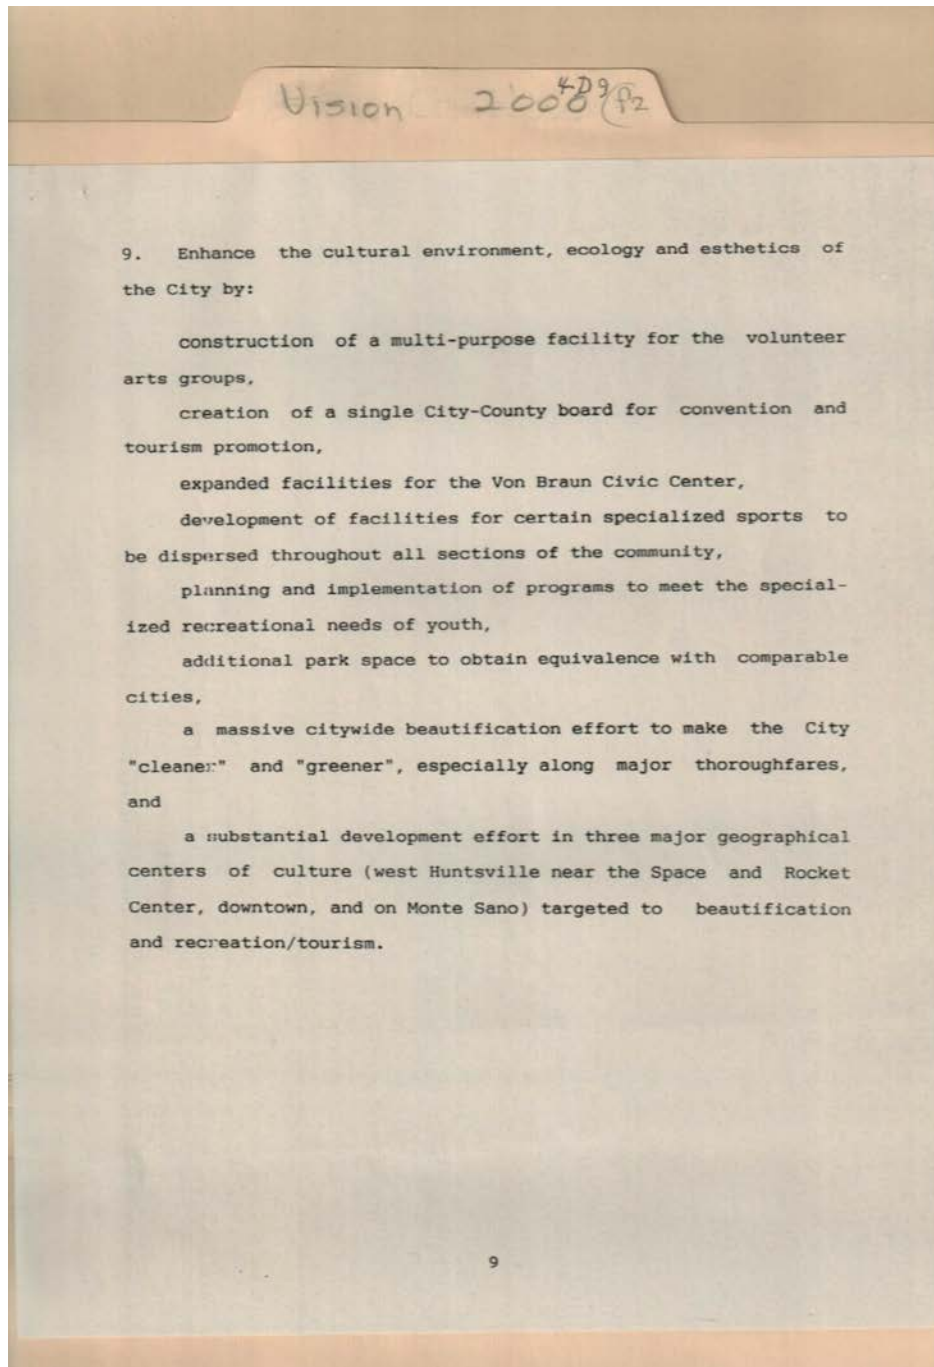 Vision 2000
4D9
P2
9. Enhance the cultural environment, ecology and esthetics of
the City by:
construction of a multi-purpose facility for the volunteer
arts groups,
creation of a single City-County board for convention and
tourism promotion,
expanded facilities for the Von Braun Civic Center,
development of facilities for certain specialized sports to
be dispersed throughout all sections of the community,
planning and implementation of programs to meet the special-
ized recreational needs of youth,
additional park space to obtain equivalence with comparable
cities,
a massive citywide beautification effort to make the City
"cleaner" and "greener", especially along major thoroughfares,
and
a substantial development effort in three major geographical
centers of culture (west Huntsville near the Space and Rocket
Center, downtown, and on Monte Sano) targeted to beautification
and recreation/tourism.
9